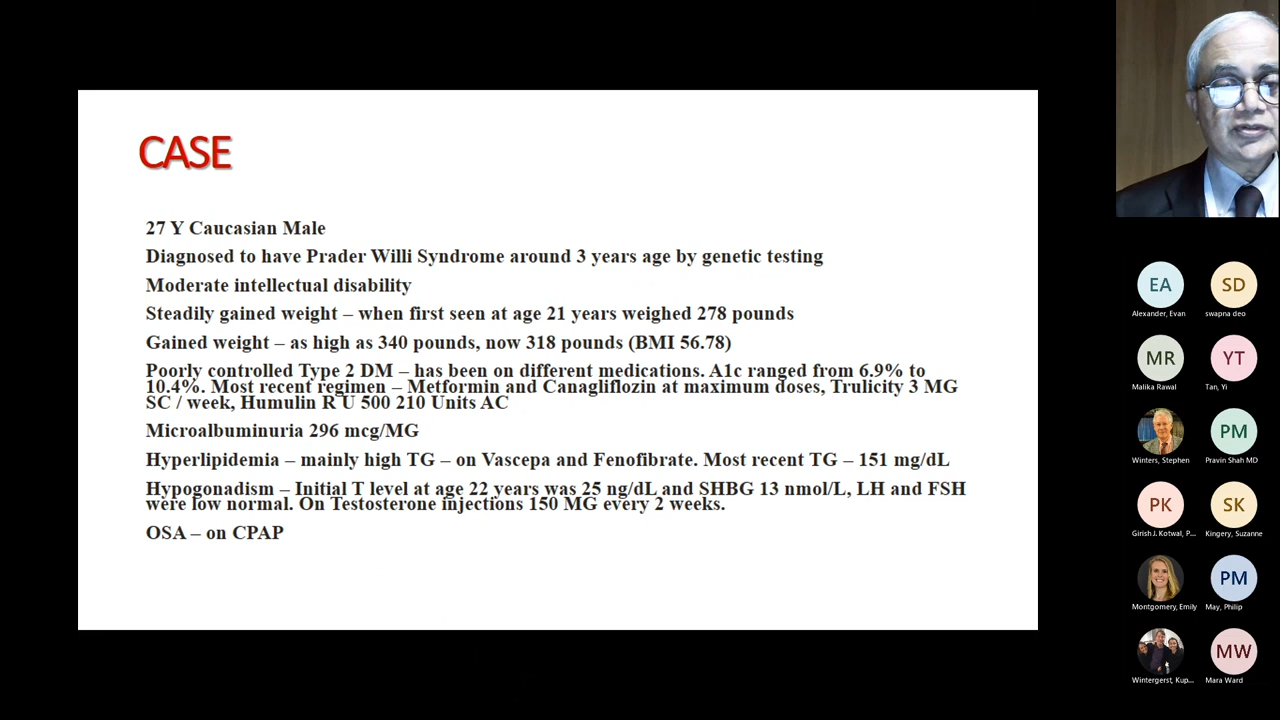 CASE
27 Y Caucasian Male
Diagnosed to have Prader Willi Syndrome around 3 years age by genetic testing
Moderate intellectual disability
Steadily gained weight – when first seen at age 21 years weighed 278 pounds
Gained weight – as high as 340 pounds, now 318 pounds (BMI 56.78)
Poorly controlled Type 2 DM – has been on different medications. A1c ranged from 6.9% to
10.4%. Most recent regimen – Metformin and Canagliflozin at maximum doses, Trulicity 3 MG
SC / week, Humulin R U 500 210 Units AC
Microalbuminuria 296 mcg/MG
Hyperlipidemia – mainly high TG – on Vascepa and Fenofibrate. Most recent TG – 151 mg/dL
Hypogonadism – Initial T level at age 22 years was 25 ng/dL and SHBG 13 nmol/L, LH and FSH
were low normal. On Testosterone injections 150 MG every 2 weeks.
OSA – on CPAP
EA
SD
Alexander, Evan
swapna deo
MR
YT
Malika Rawal
Tan, Yi
PM
Winters, Stephen
Pravin Shah MD
PK
SK
Girish J. Kotwal, P...
Kingery, Suzanne
PM
Montgomery, Emily
May, Philip
MW
Wintergerst, Kup...
Mara Ward